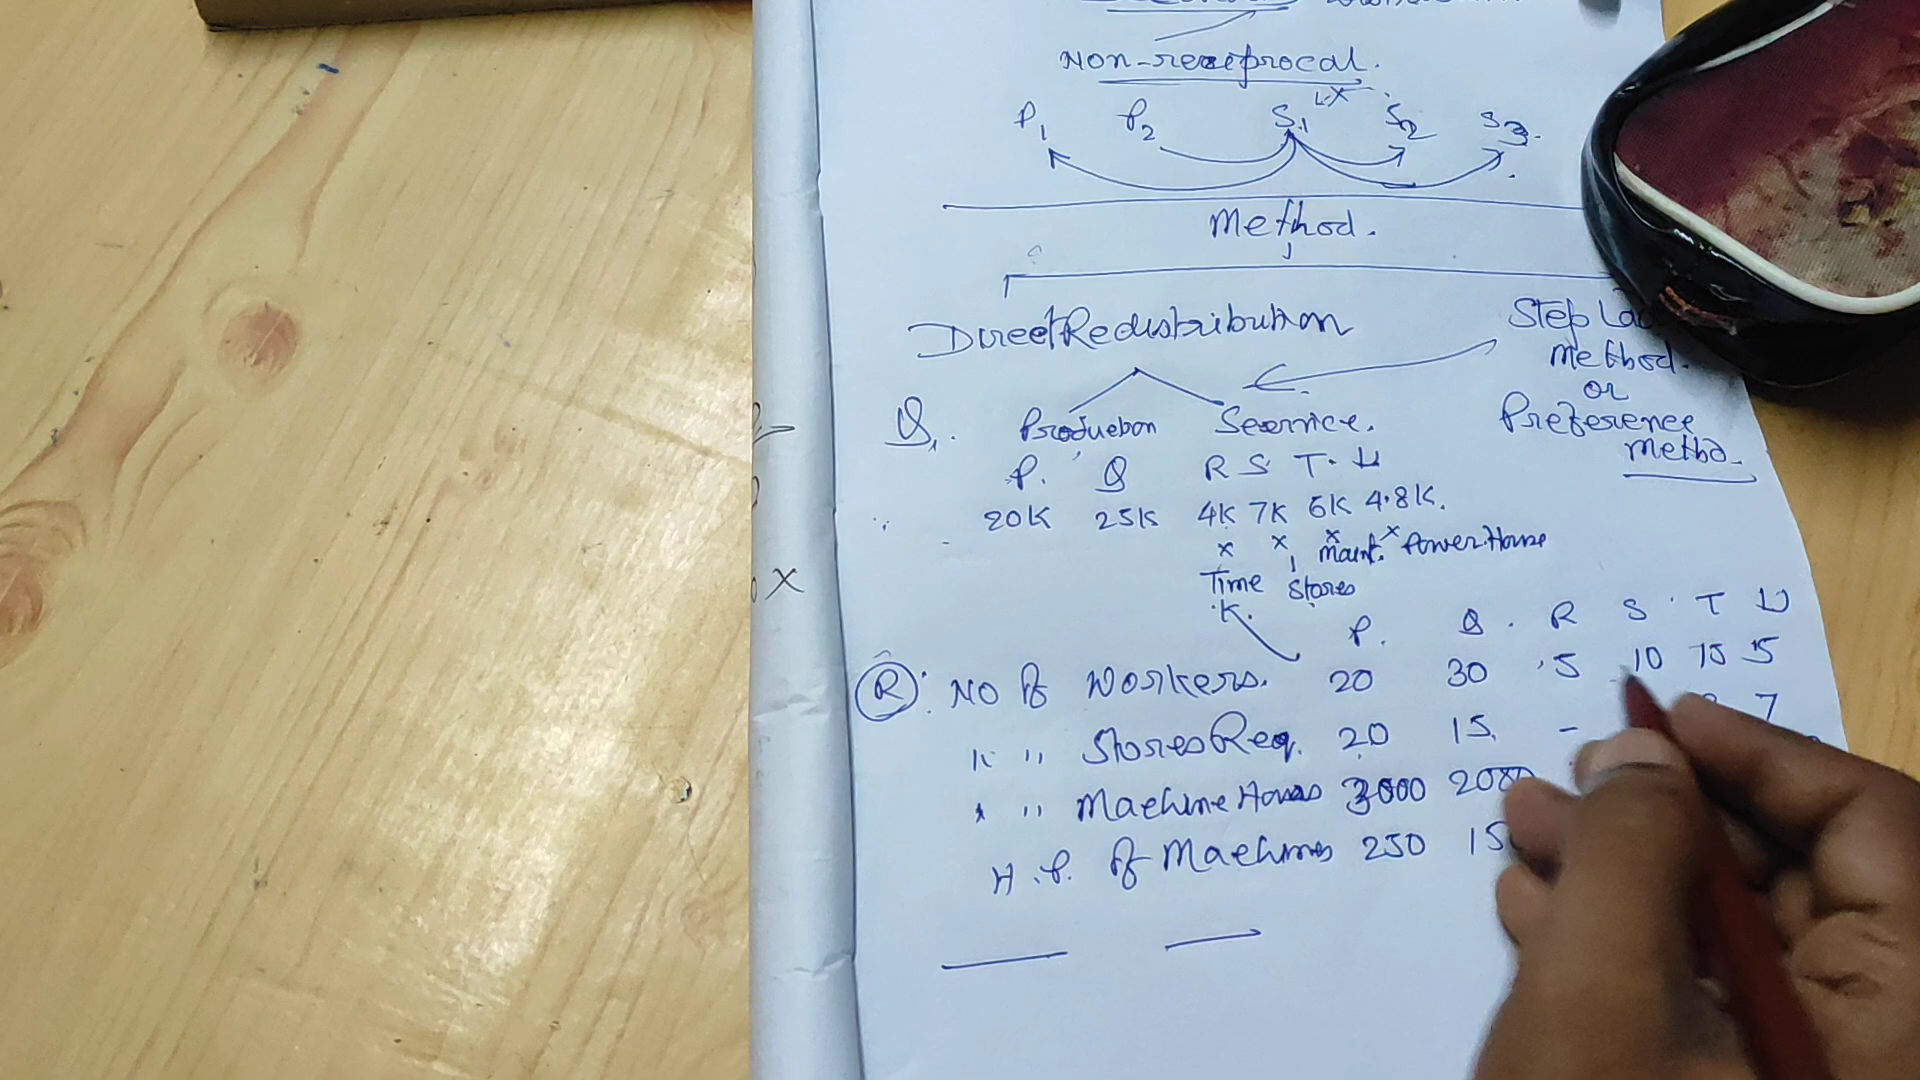 Non-reciprocal.
P1 P2 S1 S2 S3
Method.
Direct Redistribution
Step
Method.
or
Preference
Metho
Q1. Production Service.
P. Q R S T U
20K 25K 4K 7K 6K 4.8K.
x x x x
Maint. Power House
Time Stores
K.
P. Q. R S T U
R: No of Workers. 20 30 5 10 15 5
" " Stores Req. 20 15 - 7
" " Machine Hours 3000
H.P. of Machines 250